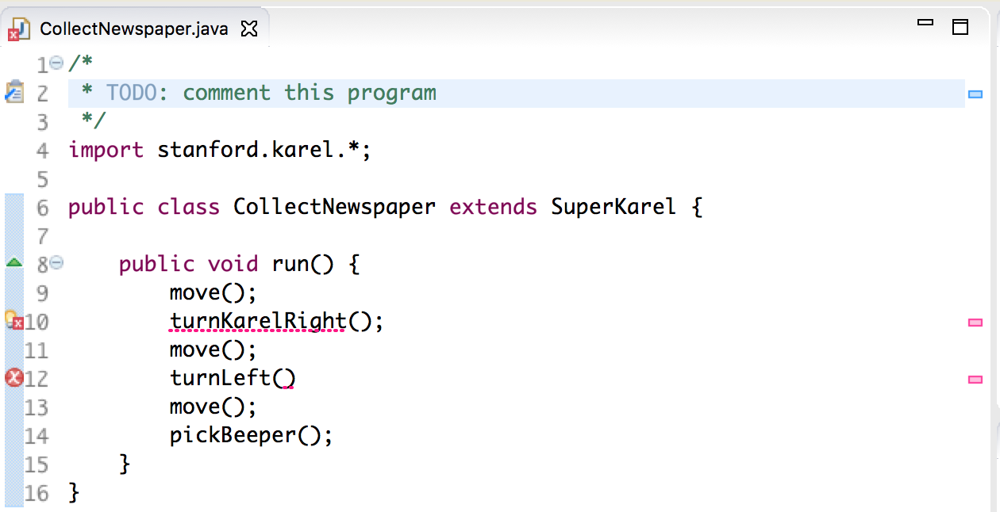 CollectNewspaper.java
1 /*
2  * TODO: comment this program
3  */
4 import stanford.karel.*;
5
6 public class CollectNewspaper extends SuperKarel {
7
8     public void run() {
9         move();
10         turnKarelRight();
11         move();
12         turnLeft()
13         move();
14         pickBeeper();
15     }
16 }